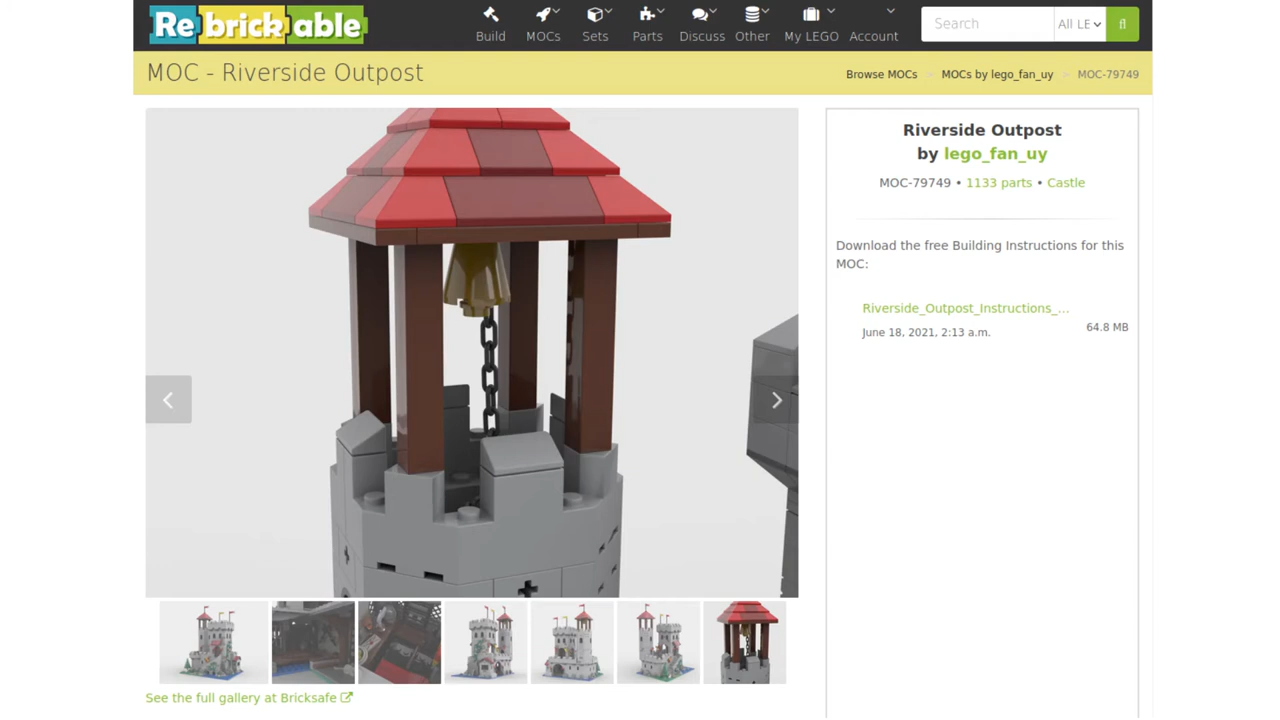 Rebrickable
Build
MOCs
Sets
Parts
Discuss
Other
My LEGO
Account
Search
All LE
MOC - Riverside Outpost
Browse MOCs
MOCs by lego_fan_uy
MOC-79749
Riverside Outpost
by lego_fan_uy
MOC-79749 • 1133 parts • Castle
Download the free Building Instructions for this
MOC:
Riverside_Outpost_Instructions_...
June 18, 2021, 2:13 a.m.
64.8 MB
See the full gallery at Bricksafe